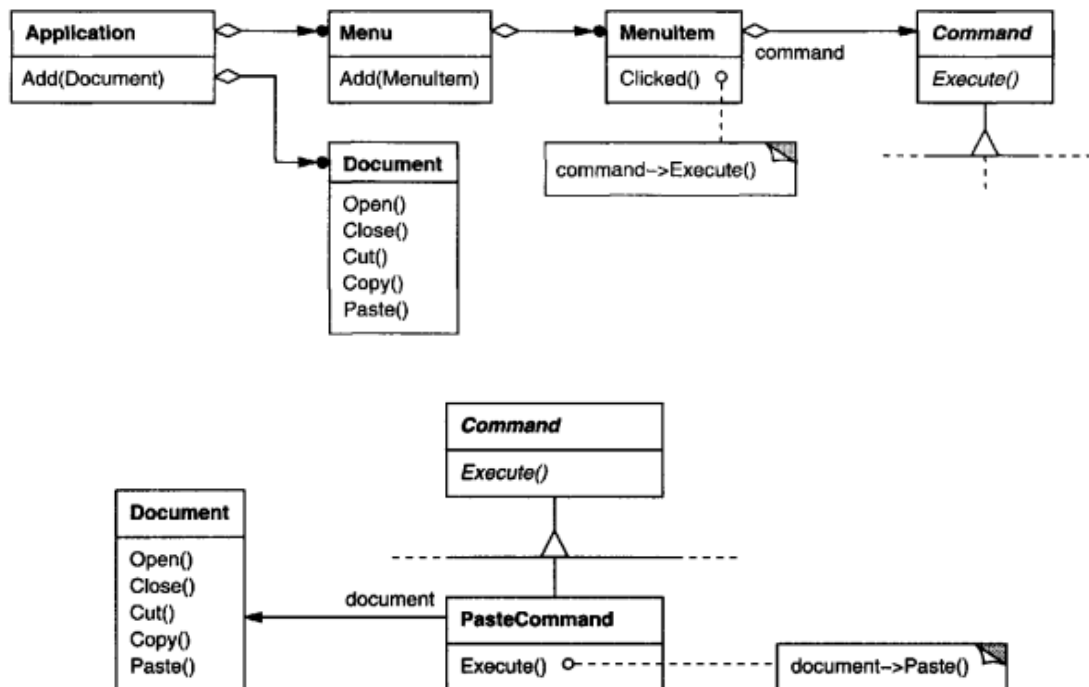 Application
Add(Document)
Menu
Add(MenuItem)
MenuItem
Clicked()
command
Command
Execute()
command->Execute()
Document
Open()
Close()
Cut()
Copy()
Paste()
Command
Execute()
Document
Open()
Close()
Cut()
Copy()
Paste()
document
PasteCommand
Execute()
document->Paste()